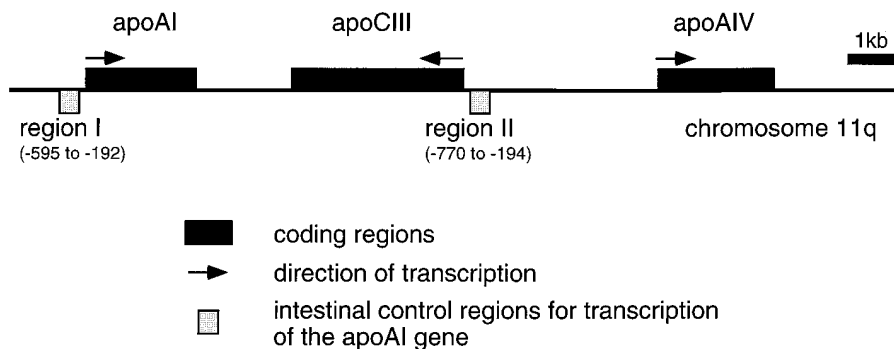 apoAI apoCIII apoAIV
1kb
region I region II chromosome 11q
(-595 to -192) (-770 to -194)
coding regions
direction of transcription
intestinal control regions for transcription
of the apoAI gene